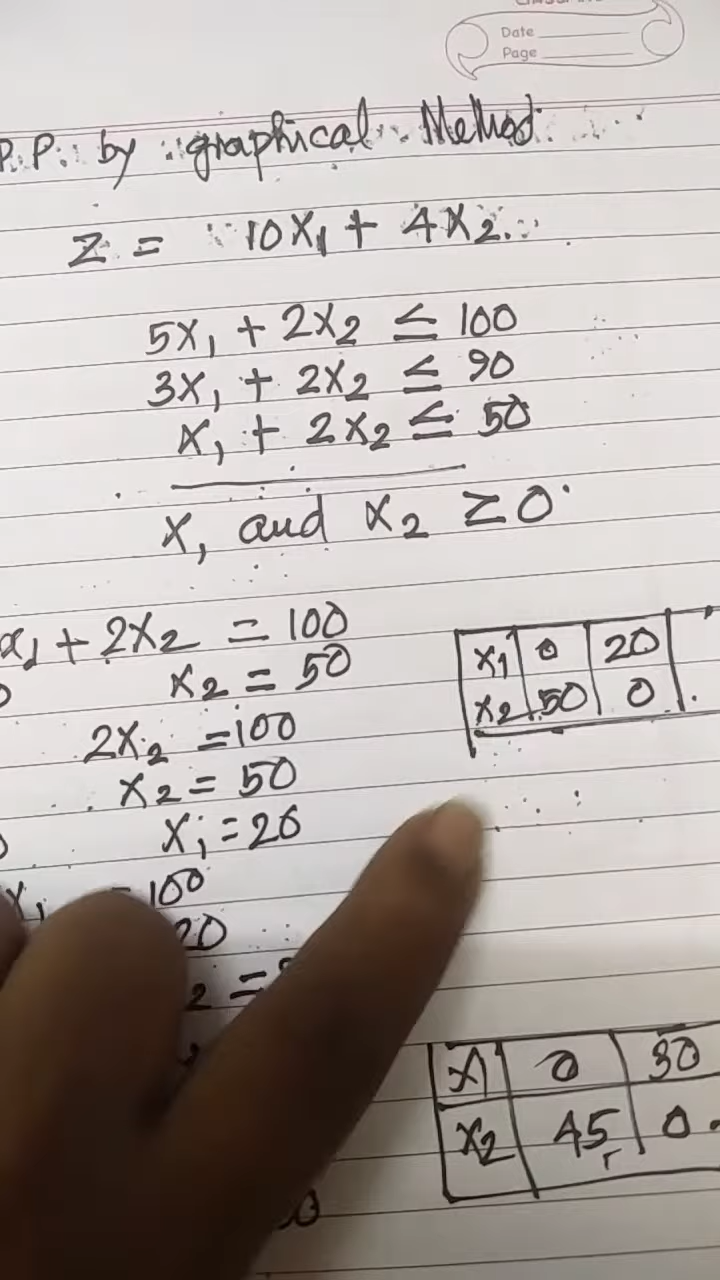 Date
Page
P.P. by graphical Method.
Z = 10X₁ + 4X₂.
5X₁ + 2X₂ ≤ 100
3X₁ + 2X₂ ≤ 90
X₁ + 2X₂ ≤ 50
X₁ and X₂ ≥ 0.
X₁ + 2X₂ = 100
X₂ = 50
2X₂ = 100
X₂ = 50
X₁ = 20
= 100
20
2 =
X₁ 0 20
X₂ 50 0
X₁ 0 30
X₂ 45 0